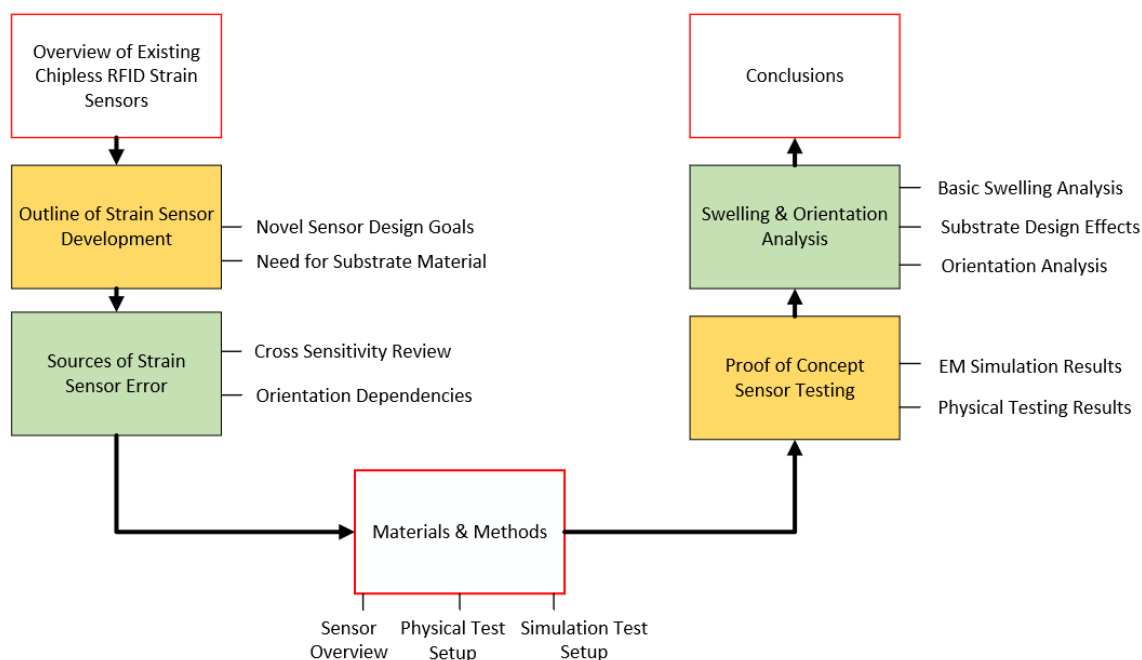 Overview of Existing
Chipless RFID Strain
Sensors
Outline of Strain Sensor
Development
Novel Sensor Design Goals
Need for Substrate Material
Sources of Strain
Sensor Error
Cross Sensitivity Review
Orientation Dependencies
Materials & Methods
Sensor
Overview
Physical Test
Setup
Simulation Test
Setup
Proof of Concept
Sensor Testing
EM Simulation Results
Physical Testing Results
Swelling & Orientation
Analysis
Basic Swelling Analysis
Substrate Design Effects
Orientation Analysis
Conclusions